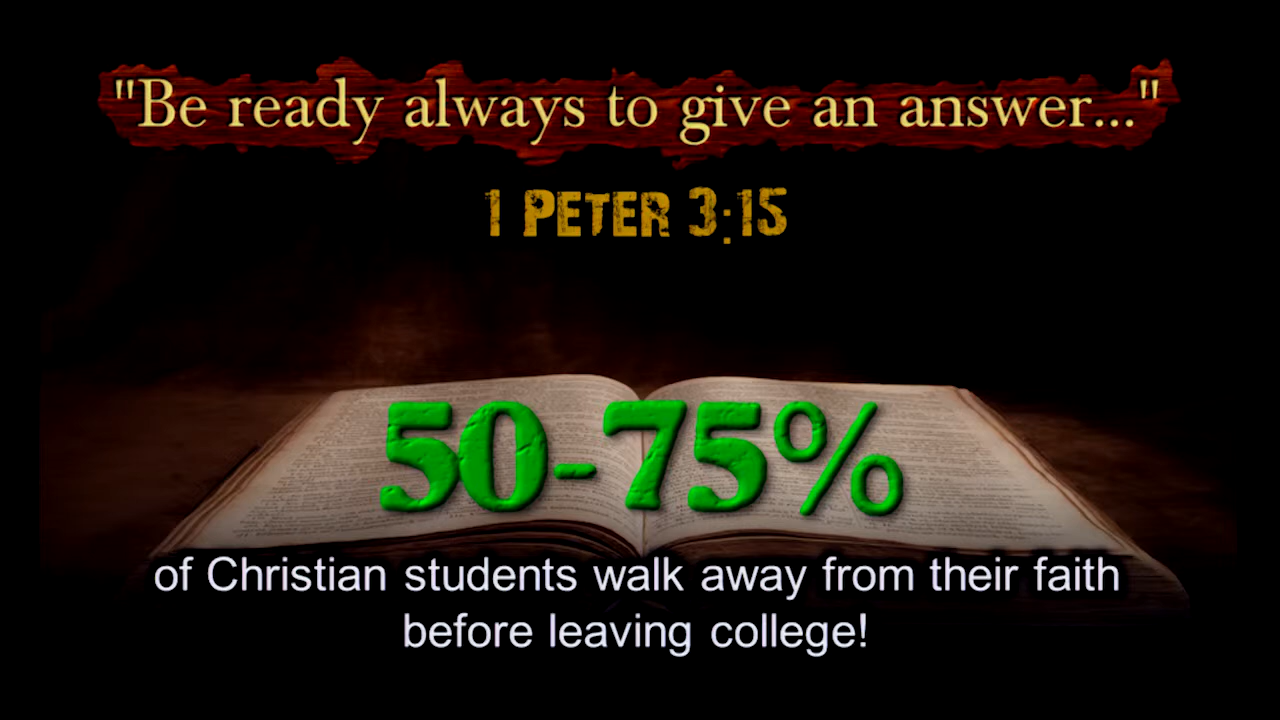 "Be ready always to give an answer..."
1 PETER 3:15
50-75%
of Christian students walk away from their faith
before leaving college!